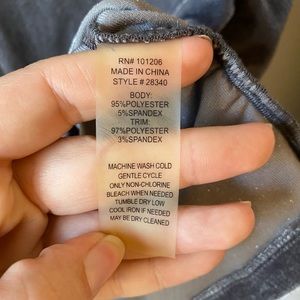 RN# 101206
MADE IN CHINA
STYLE # 28340
BODY:
95%POLYESTER
5%SPANDEX
TRIM:
97%POLYESTER
3%SPANDEX
MACHINE WASH COLD
GENTLE CYCLE
ONLY NON-CHLORINE
BLEACH WHEN NEEDED
TUMBLE DRY LOW
COOL IRON IF NEEDED
MAY BE DRY CLEANED